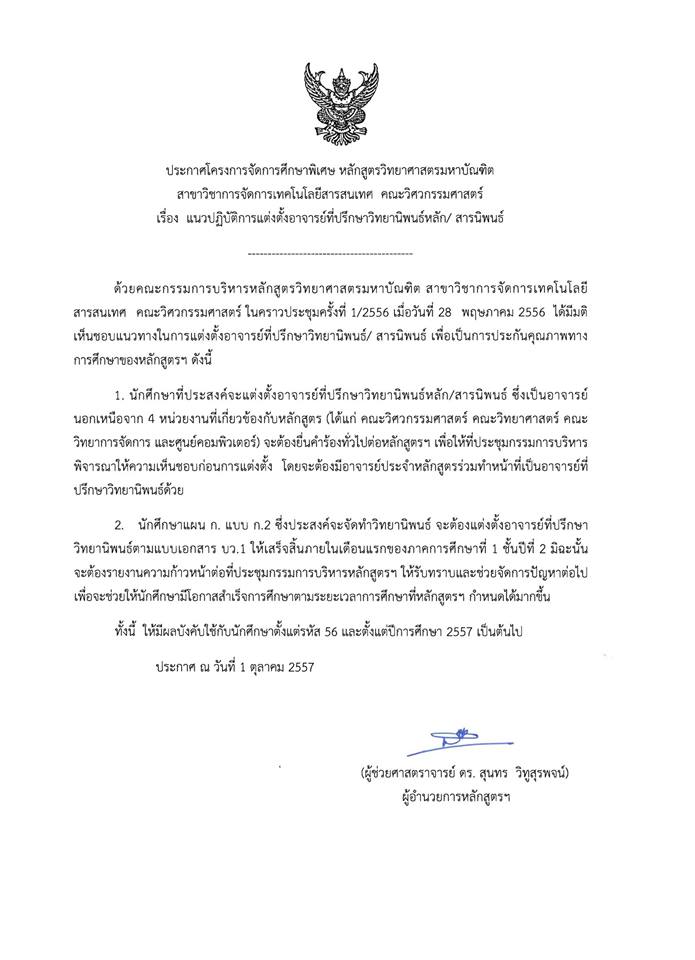 ประกาศโครงการจัดการศึกษาพิเศษ หลักสูตรวิทยาศาสตรมหาบัณฑิต
สาขาวิชาการจัดการเทคโนโลยีสารสนเทศ คณะวิศวกรรมศาสตร์
เรื่อง แนวปฏิบัติการแต่งตั้งอาจารย์ที่ปรึกษาวิทยานิพนธ์หลัก/ สารนิพนธ์
------------------------------------------
ด้วยคณะกรรมการบริหารหลักสูตรวิทยาศาสตรมหาบัณฑิต สาขาวิชาการจัดการเทคโนโลยี
สารสนเทศ คณะวิศวกรรมศาสตร์ ในคราวประชุมครั้งที่ 1/2556 เมื่อวันที่ 28 พฤษภาคม 2556 ได้มีมติ
เห็นชอบแนวทางในการแต่งตั้งอาจารย์ที่ปรึกษาวิทยานิพนธ์/ สารนิพนธ์ เพื่อเป็นการประกันคุณภาพทาง
การศึกษาของหลักสูตรฯ ดังนี้
1. นักศึกษาที่ประสงค์จะแต่งตั้งอาจารย์ที่ปรึกษาวิทยานิพนธ์หลัก/สารนิพนธ์ ซึ่งเป็นอาจารย์
นอกเหนือจาก 4 หน่วยงานที่เกี่ยวข้องกับหลักสูตร (ได้แก่ คณะวิศวกรรมศาสตร์ คณะวิทยาศาสตร์ คณะ
วิทยาการจัดการ และศูนย์คอมพิวเตอร์) จะต้องยื่นคำร้องทั่วไปต่อหลักสูตรฯ เพื่อให้ที่ประชุมกรรมการบริหาร
พิจารณาให้ความเห็นชอบก่อนการแต่งตั้ง โดยจะต้องมีอาจารย์ประจำหลักสูตรร่วมทำหน้าที่เป็นอาจารย์ที่
ปรึกษาวิทยานิพนธ์ด้วย
2. นักศึกษาแผน ก. แบบ ก.2 ซึ่งประสงค์จะจัดทำวิทยานิพนธ์ จะต้องแต่งตั้งอาจารย์ที่ปรึกษา
วิทยานิพนธ์ตามแบบเอกสาร บว.1 ให้เสร็จสิ้นภายในเดือนแรกของภาคการศึกษาที่ 1 ชั้นปีที่ 2 มิฉะนั้น
จะต้องรายงานความก้าวหน้าต่อที่ประชุมกรรมการบริหารหลักสูตรฯ ให้รับทราบและช่วยจัดการปัญหาต่อไป
เพื่อจะช่วยให้นักศึกษามีโอกาสสำเร็จการศึกษาตามระยะเวลาการศึกษาที่หลักสูตรฯ กำหนดได้มากขึ้น
ทั้งนี้ ให้มีผลบังคับใช้กับนักศึกษาตั้งแต่รหัส 56 และตั้งแต่ปีการศึกษา 2557 เป็นต้นไป
ประกาศ ณ วันที่ 1 ตุลาคม 2557
(ผู้ช่วยศาสตราจารย์ ดร. สุนทร วิทูสุรพจน์)
ผู้อำนวยการหลักสูตรฯ